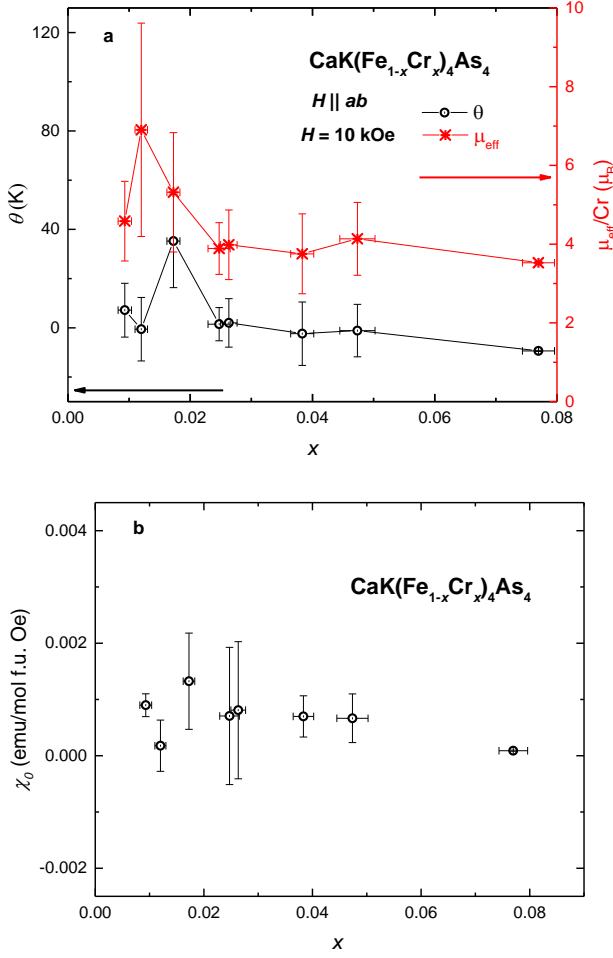 a
CaK(Fe1-xCrx)4As4
H || ab
H = 10 kOe
θ
μeff
θ (K)
120
80
40
0
μeff/Cr (μB)
10
8
6
4
2
0
0.00 0.02 0.04 0.06 0.08
x
b
CaK(Fe1-xCrx)4As4
χ0 (emu/mol f.u. Oe)
0.004
0.002
0.000
-0.002
0.00 0.02 0.04 0.06 0.08
x